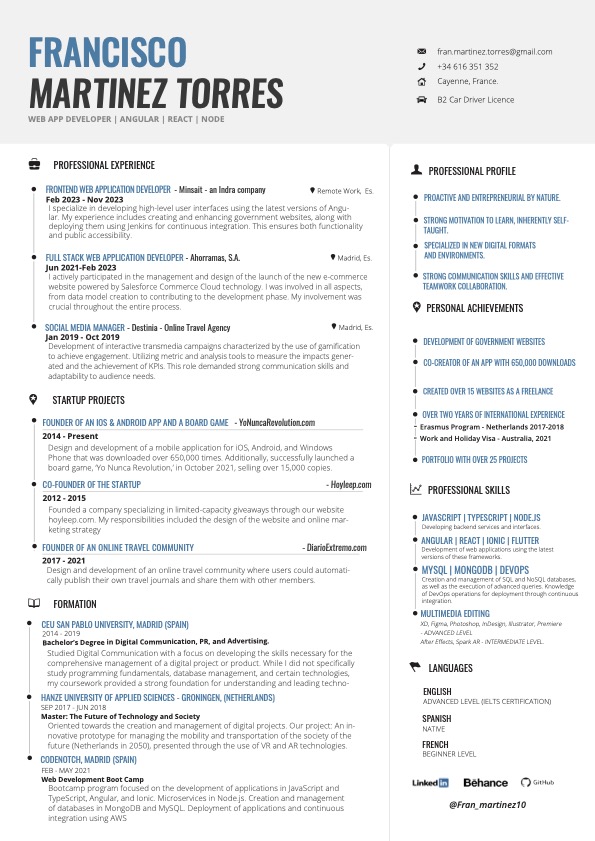 FRANCISCO
MARTINEZ TORRES
WEB APP DEVELOPER | ANGULAR | REACT | NODE
fran.martinez.torres@gmail.com
+34 616 351 352
Cayenne, France.
B2 Car Driver Licence
PROFESSIONAL EXPERIENCE
FRONTEND WEB APPLICATION DEVELOPER - Minsait - an Indra company
Remote Work, Es.
Feb 2023 - Nov 2023
I specialize in developing high-level user interfaces using the latest versions of Angu-
lar. My experience includes creating and enhancing government websites, along with
deploying them using Jenkins for continuous integration. This ensures both functionality
and public accessibility.
FULL STACK WEB APPLICATION DEVELOPER - Ahorramas, S.A.
Madrid, Es.
Jun 2021-Feb 2023
I actively participated in the management and design of the launch of the new e-commerce
website powered by Salesforce Commerce Cloud technology. I was involved in all aspects,
from data model creation to contributing to the development phase. My involvement was
crucial throughout the entire process.
SOCIAL MEDIA MANAGER - Destinia - Online Travel Agency
Madrid, Es.
Jan 2019 - Oct 2019
Development of interactive transmedia campaigns characterized by the use of gamification
to achieve engagement. Utilizing metric and analysis tools to measure the impacts gener-
ated and the achievement of KPIs. This role demanded strong communication skills and
adaptability to audience needs.
STARTUP PROJECTS
FOUNDER OF AN IOS & ANDROID APP AND A BOARD GAME - YoNuncaRevolution.com
2014 - Present
Design and development of a mobile application for iOS, Android, and Windows
Phone that was downloaded over 650,000 times. Additionally, successfully launched a
board game, 'Yo Nunca Revolution,' in October 2021, selling over 15,000 copies.
CO-FOUNDER OF THE STARTUP - Hoyleep.com
2012 - 2015
Founded a company specializing in limited-capacity giveaways through our website
hoyleep.com. My responsibilities included the design of the website and online mar-
keting strategy
FOUNDER OF AN ONLINE TRAVEL COMMUNITY - DiarioExtremo.com
2017 - 2021
Design and development of an online travel community where users could automati-
cally publish their own travel journals and share them with other members.
FORMATION
CEU SAN PABLO UNIVERSITY, MADRID (SPAIN)
2014 - 2019
Bachelor's Degree in Digital Communication, PR, and Advertising.
Studied Digital Communication with a focus on developing the skills necessary for the
comprehensive management of a digital project or product. While I did not specifically
study programming fundamentals, database management, and certain technologies,
my coursework provided a strong foundation for understanding and leading techno-
HANZE UNIVERSITY OF APPLIED SCIENCES - GRONINGEN, (NETHERLANDS)
SEP 2017 - JUN 2018
Master: The Future of Technology and Society
Oriented towards the creation and management of digital projects. Our project: An in-
novative prototype for managing the mobility and transportation of the society of the
future (Netherlands in 2050), presented through the use of VR and AR technologies.
CODENOTCH, MADRID (SPAIN)
FEB - MAY 2021
Web Development Boot Camp
Bootcamp program focused on the development of applications in JavaScript and
TypeScript, Angular, and Ionic. Microservices in Node.js. Creation and management
of databases in MongoDB and MySQL. Deployment of applications and continuous
integration using AWS
PROFESSIONAL PROFILE
PROACTIVE AND ENTREPRENEURIAL BY NATURE.
STRONG MOTIVATION TO LEARN, INHERENTLY SELF-
TAUGHT.
SPECIALIZED IN NEW DIGITAL FORMATS
AND ENVIRONMENTS.
STRONG COMMUNICATION SKILLS AND EFFECTIVE
TEAMWORK COLLABORATION.
PERSONAL ACHIEVEMENTS
DEVELOPMENT OF GOVERNMENT WEBSITES
CO-CREATOR OF AN APP WITH 650,000 DOWNLOADS
CREATED OVER 15 WEBSITES AS A FREELANCE
OVER TWO YEARS OF INTERNATIONAL EXPERIENCE
- Erasmus Program - Netherlands 2017-2018
- Work and Holiday Visa - Australia, 2021
PORTFOLIO WITH OVER 25 PROJECTS
PROFESSIONAL SKILLS
JAVASCRIPT | TYPESCRIPT | NODE.JS
Developing backend services and interfaces.
ANGULAR | REACT | IONIC | FLUTTER
Development of web applications using the latest
versions of these frameworks.
MYSQL | MONGODB | DEVOPS
Creation and management of SQL and NoSQL databases,
as well as the execution of advanced queries. Knowledge
of DevOps operations for deployment through continuous
integration.
MULTIMEDIA EDITING
XD, Figma, Photoshop, InDesign, Illustrator, Premiere
- ADVANCED LEVEL
After Effects, Spark AR - INTERMEDIATE LEVEL.
LANGUAGES
ENGLISH
ADVANCED LEVEL (IELTS CERTIFICATION)
SPANISH
NATIVE
FRENCH
BEGINNER LEVEL
Linked in Bēhance GitHub
@Fran_martinez10